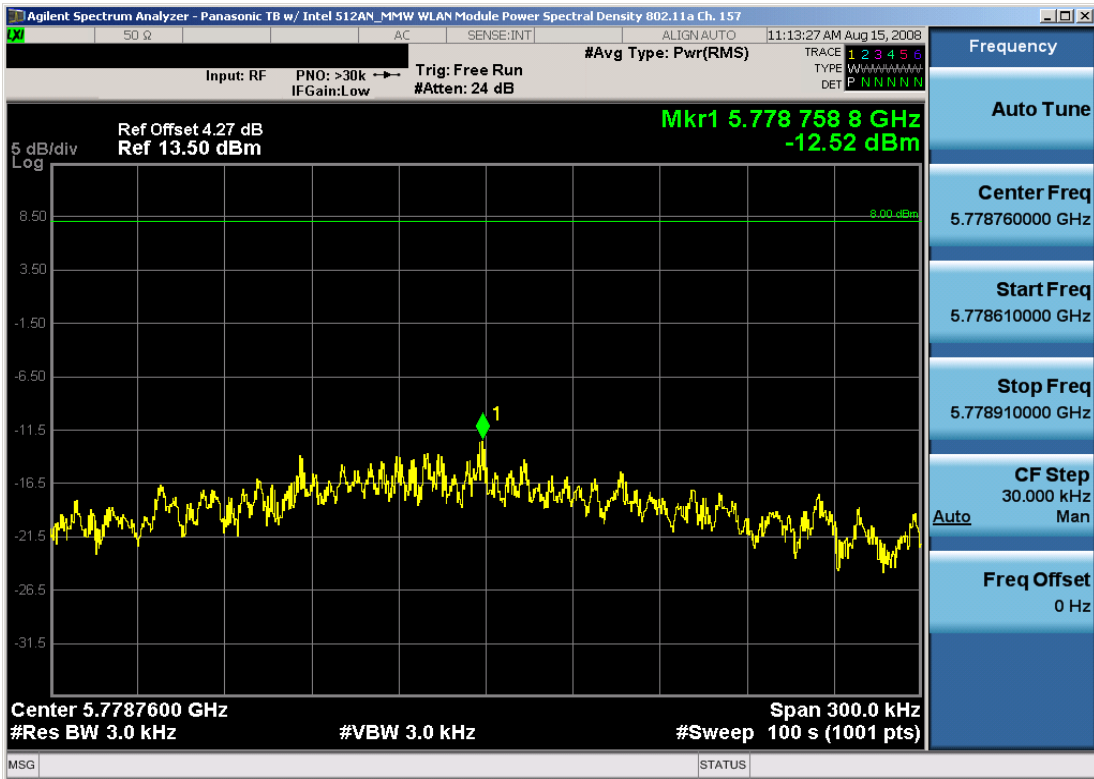 Agilent Spectrum Analyzer - Panasonic TB w/ Intel 512AN_MMW WLAN Module Power Spectral Density 802.11a Ch. 157
LXI 50 Ω AC SENSE:INT ALIGN AUTO 11:13:27 AM Aug 15, 2008
Input: RF
PNO: >30k
IFGain:Low
Trig: Free Run
#Atten: 24 dB
#Avg Type: Pwr(RMS)
TRACE 1 2 3 4 5 6
TYPE WWWWWW
DET P N N N N N
Mkr1 5.778 758 8 GHz
-12.52 dBm
Ref Offset 4.27 dB
Ref 13.50 dBm
5 dB/div
Log
8.50
8.00 dBm
3.50
-1.50
-6.50
1
-11.5
-16.5
-21.5
-26.5
-31.5
Center 5.7787600 GHz
Span 300.0 kHz
#Res BW 3.0 kHz
#VBW 3.0 kHz
#Sweep 100 s (1001 pts)
MSG
STATUS
Frequency
Auto Tune
Center Freq
5.778760000 GHz
Start Freq
5.778610000 GHz
Stop Freq
5.778910000 GHz
CF Step
30.000 kHz
Auto Man
Freq Offset
0 Hz